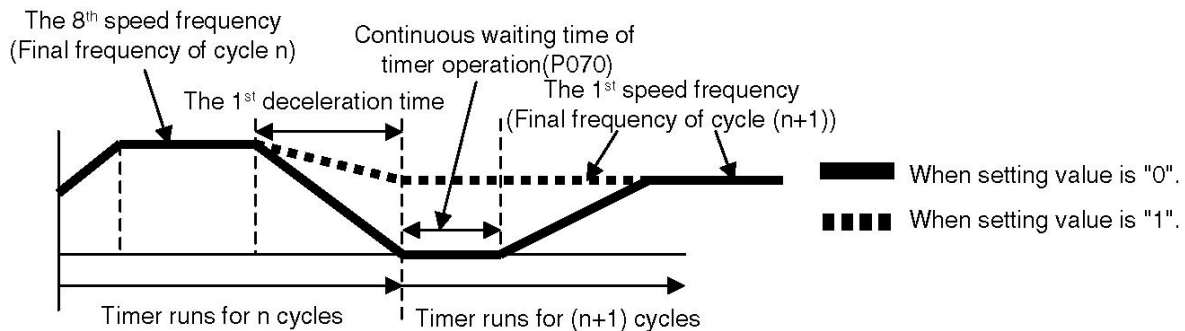 The 8th speed frequency
(Final frequency of cycle n)
Continuous waiting time of
timer operation(P070)
The 1st deceleration time
The 1st speed frequency
(Final frequency of cycle (n+1))
When setting value is "0".
When setting value is "1".
Timer runs for n cycles
Timer runs for (n+1) cycles